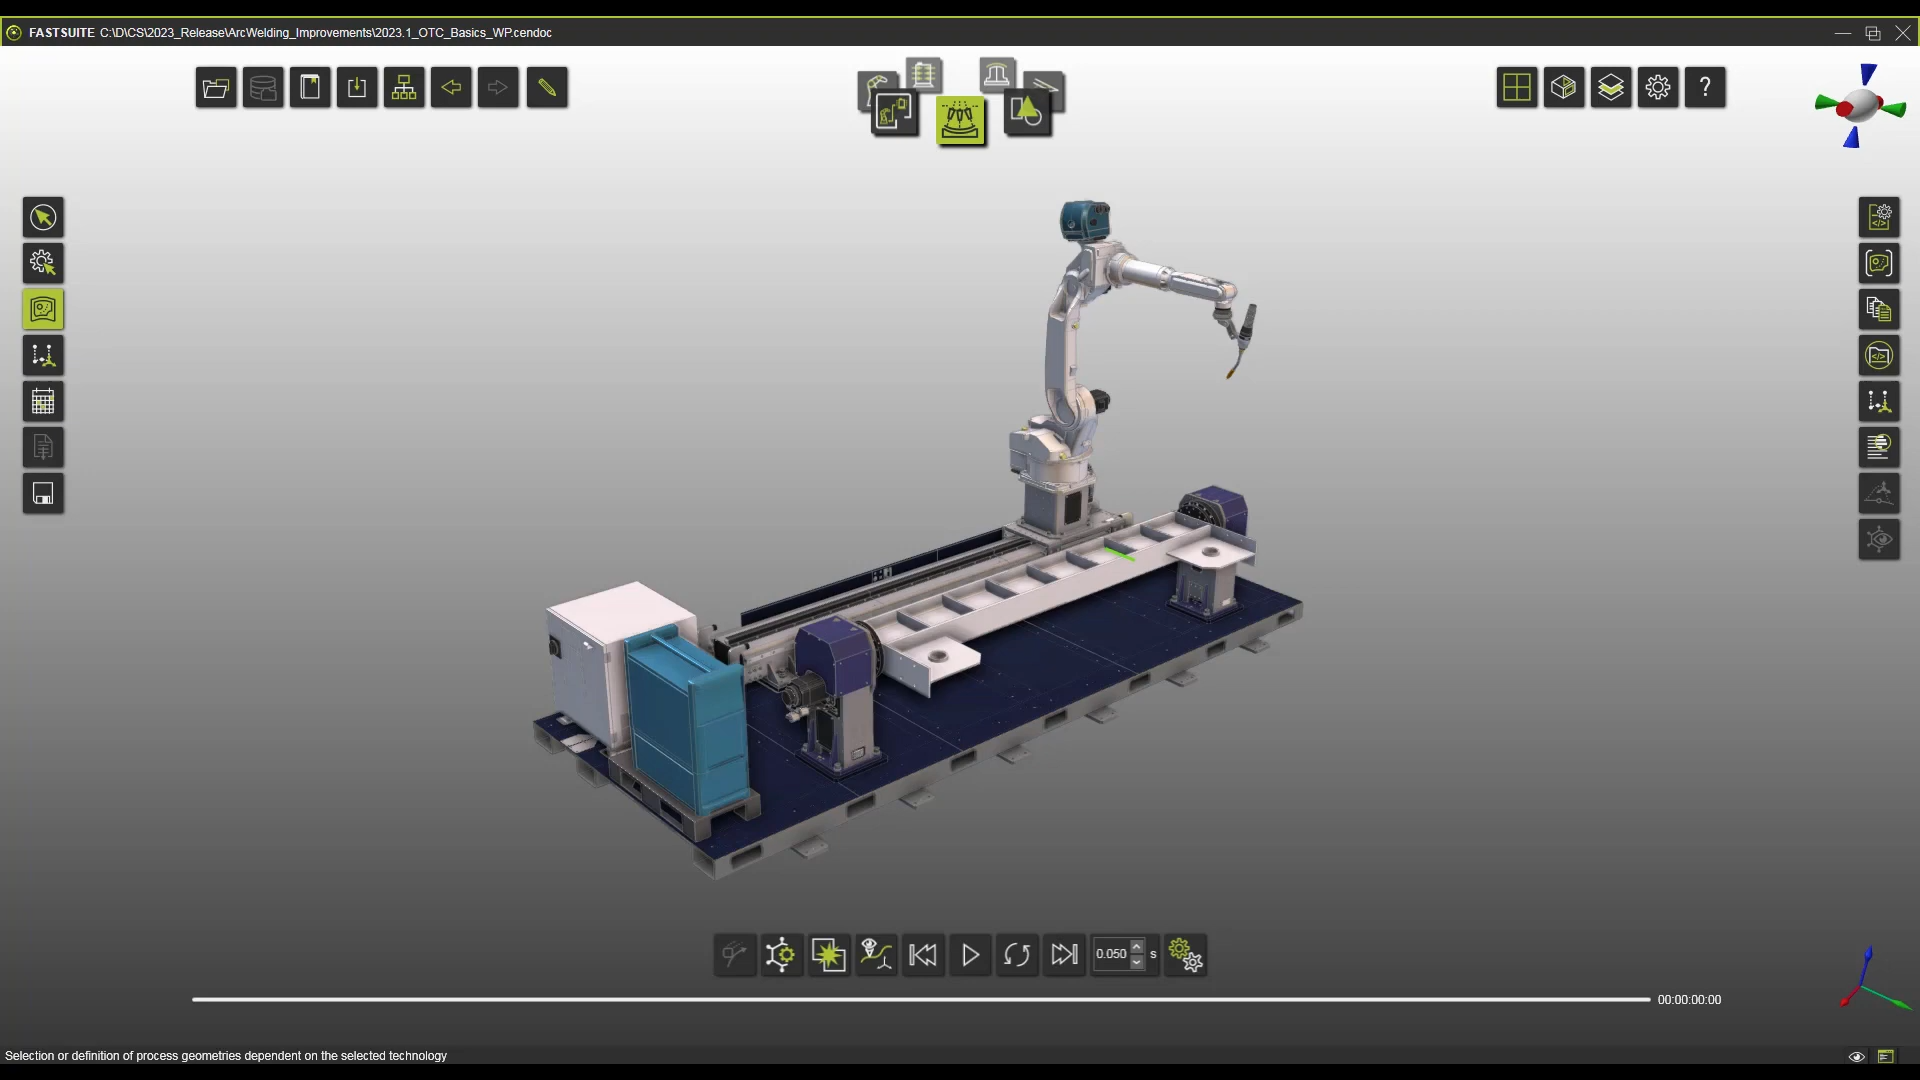 FASTSUITE C:\D\CS\2023_Release\ArcWelding_Improvements\2023.1_OTC_Basics_WP.cendoc
?
0.050 s
00:00:00:00
Selection or definition of process geometries dependent on the selected technology